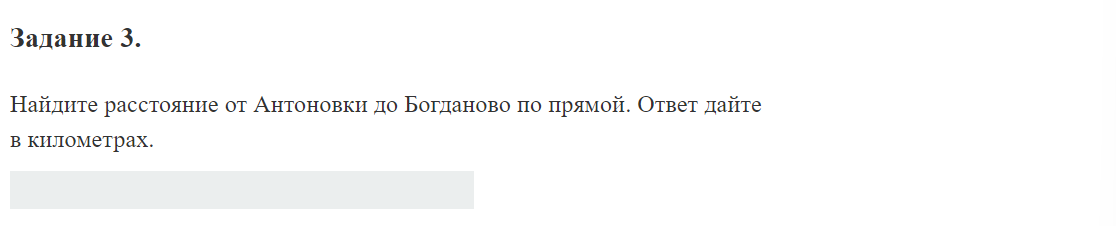 Задание 3.
Найдите расстояние от Антоновки до Богданово по прямой. Ответ дайте
в километрах.